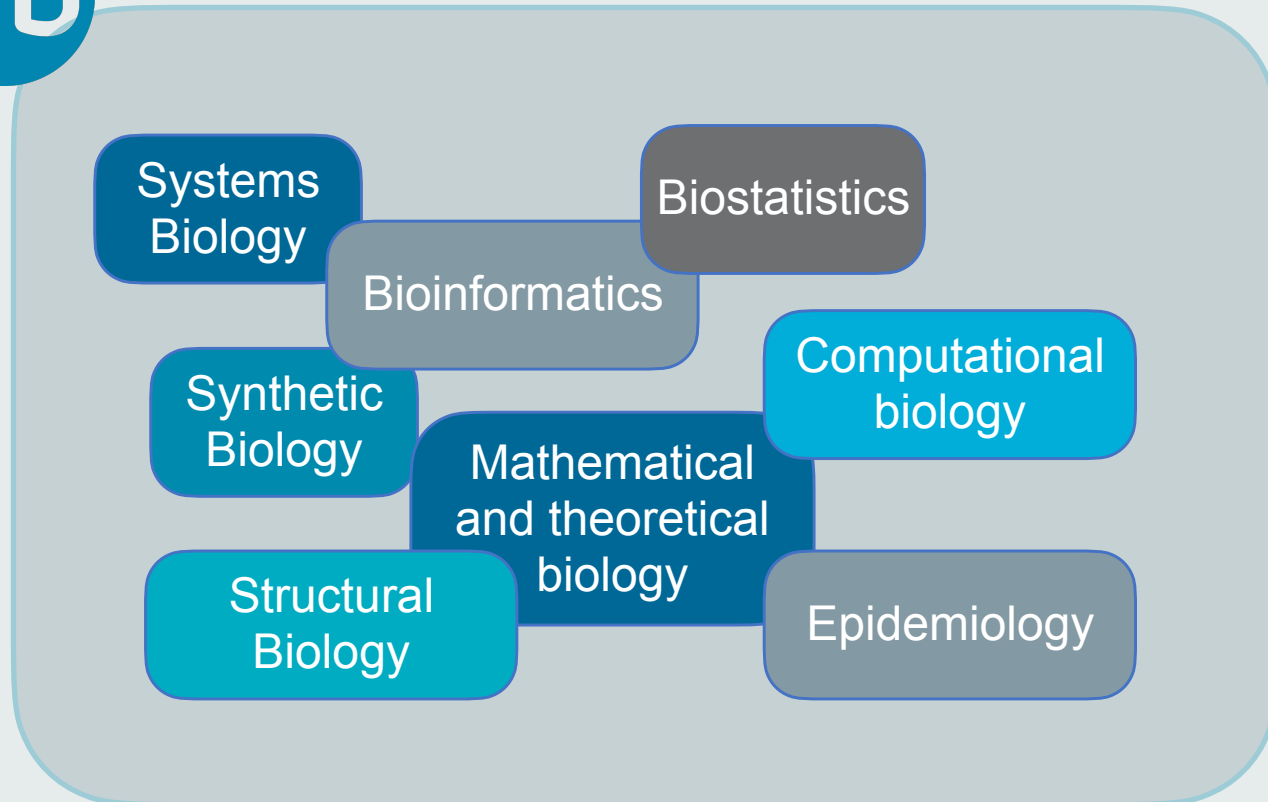 Systems
Biology
Biostatistics
Bioinformatics
Computational
biology
Synthetic
Biology
Mathematical
and theoretical
biology
Structural
Biology
Epidemiology